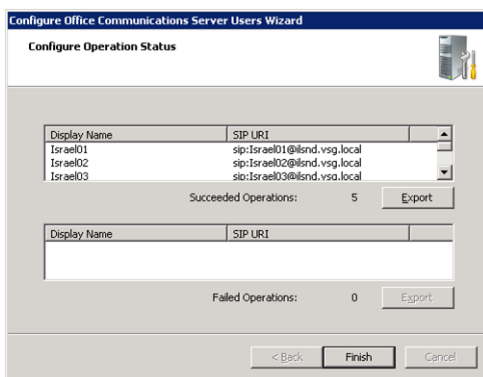 Configure Office Communications Server Users Wizard
Configure Operation Status
Display Name SIP URI
Israel01 sip:Israel01@ilsnd.vsg.local
Israel02 sip:Israel02@ilsnd.vsg.local
Israel03 sip:Israel03@ilsnd.vsg.local
Succeeded Operations: 5 Export
Display Name SIP URI
Failed Operations: 0 Export
< Back Finish Cancel